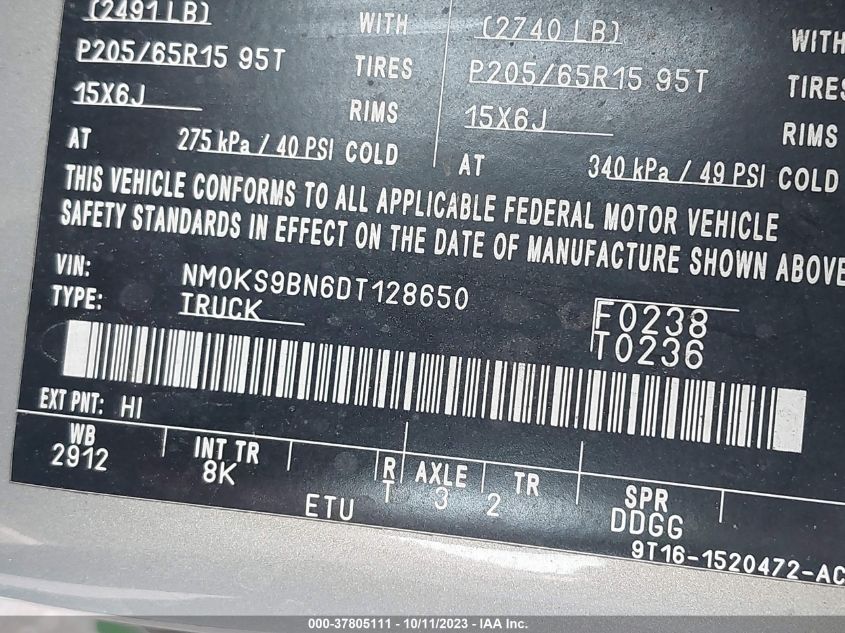 (2491 LB) WITH (2740 LB) WITH
P205/65R15 95T TIRES P205/65R15 95T TIRES
15X6J RIMS 15X6J RIMS
AT 275 kPa / 40 PSI COLD AT 340 kPa / 49 PSI COLD
THIS VEHICLE CONFORMS TO ALL APPLICABLE FEDERAL MOTOR VEHICLE
SAFETY STANDARDS IN EFFECT ON THE DATE OF MANUFACTURE SHOWN ABOVE
VIN: NM0KS9BN6DT128650
TYPE: TRUCK
F0238
T0236
EXT PNT: HI
WB INT TR R AXLE TR SPR
2912 8K T 3 2 DDGG
ETU
9T16-1520472-AC
000-37805111 - 10/11/2023 - IAA Inc.